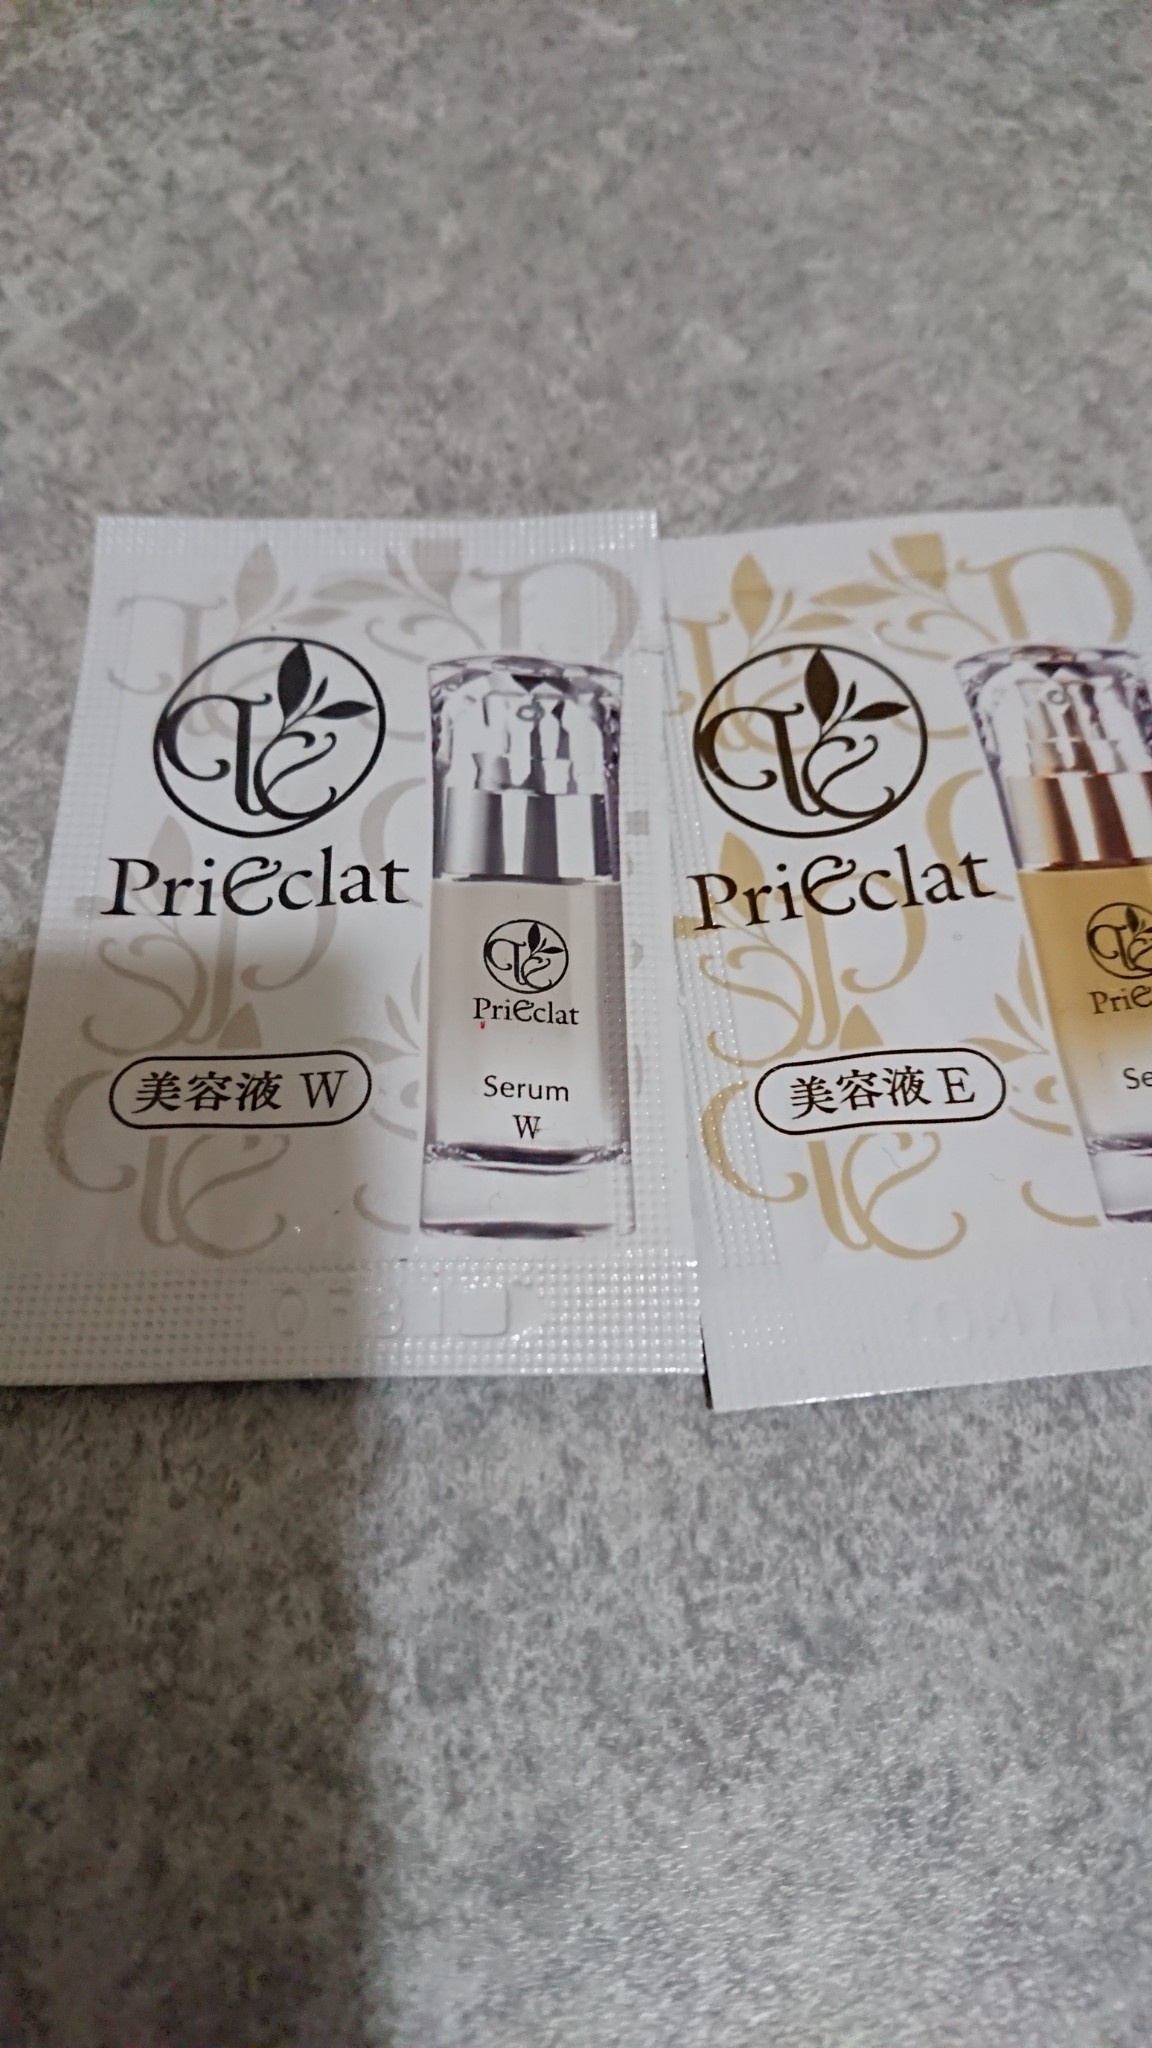 PriEclat
PriEclat
Serum
W
美容液 W
PriEclat
美容液 E